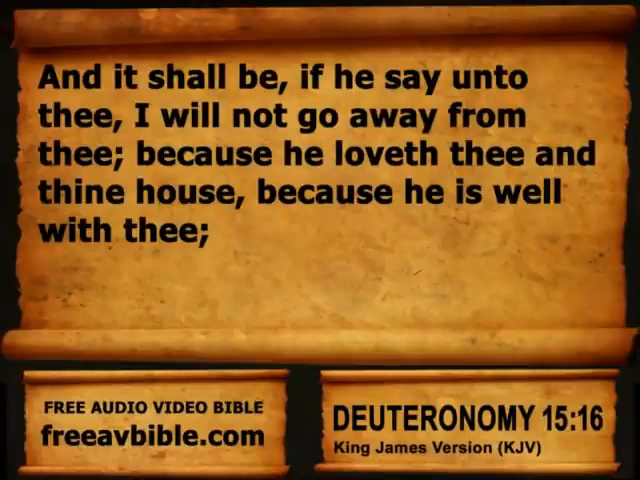 And it shall be, if he say unto
thee, I will not go away from
thee; because he loveth thee and
thine house, because he is well
with thee;
FREE AUDIO VIDEO BIBLE
freeavbible.com
DEUTERONOMY 15:16
King James Version (KJV)